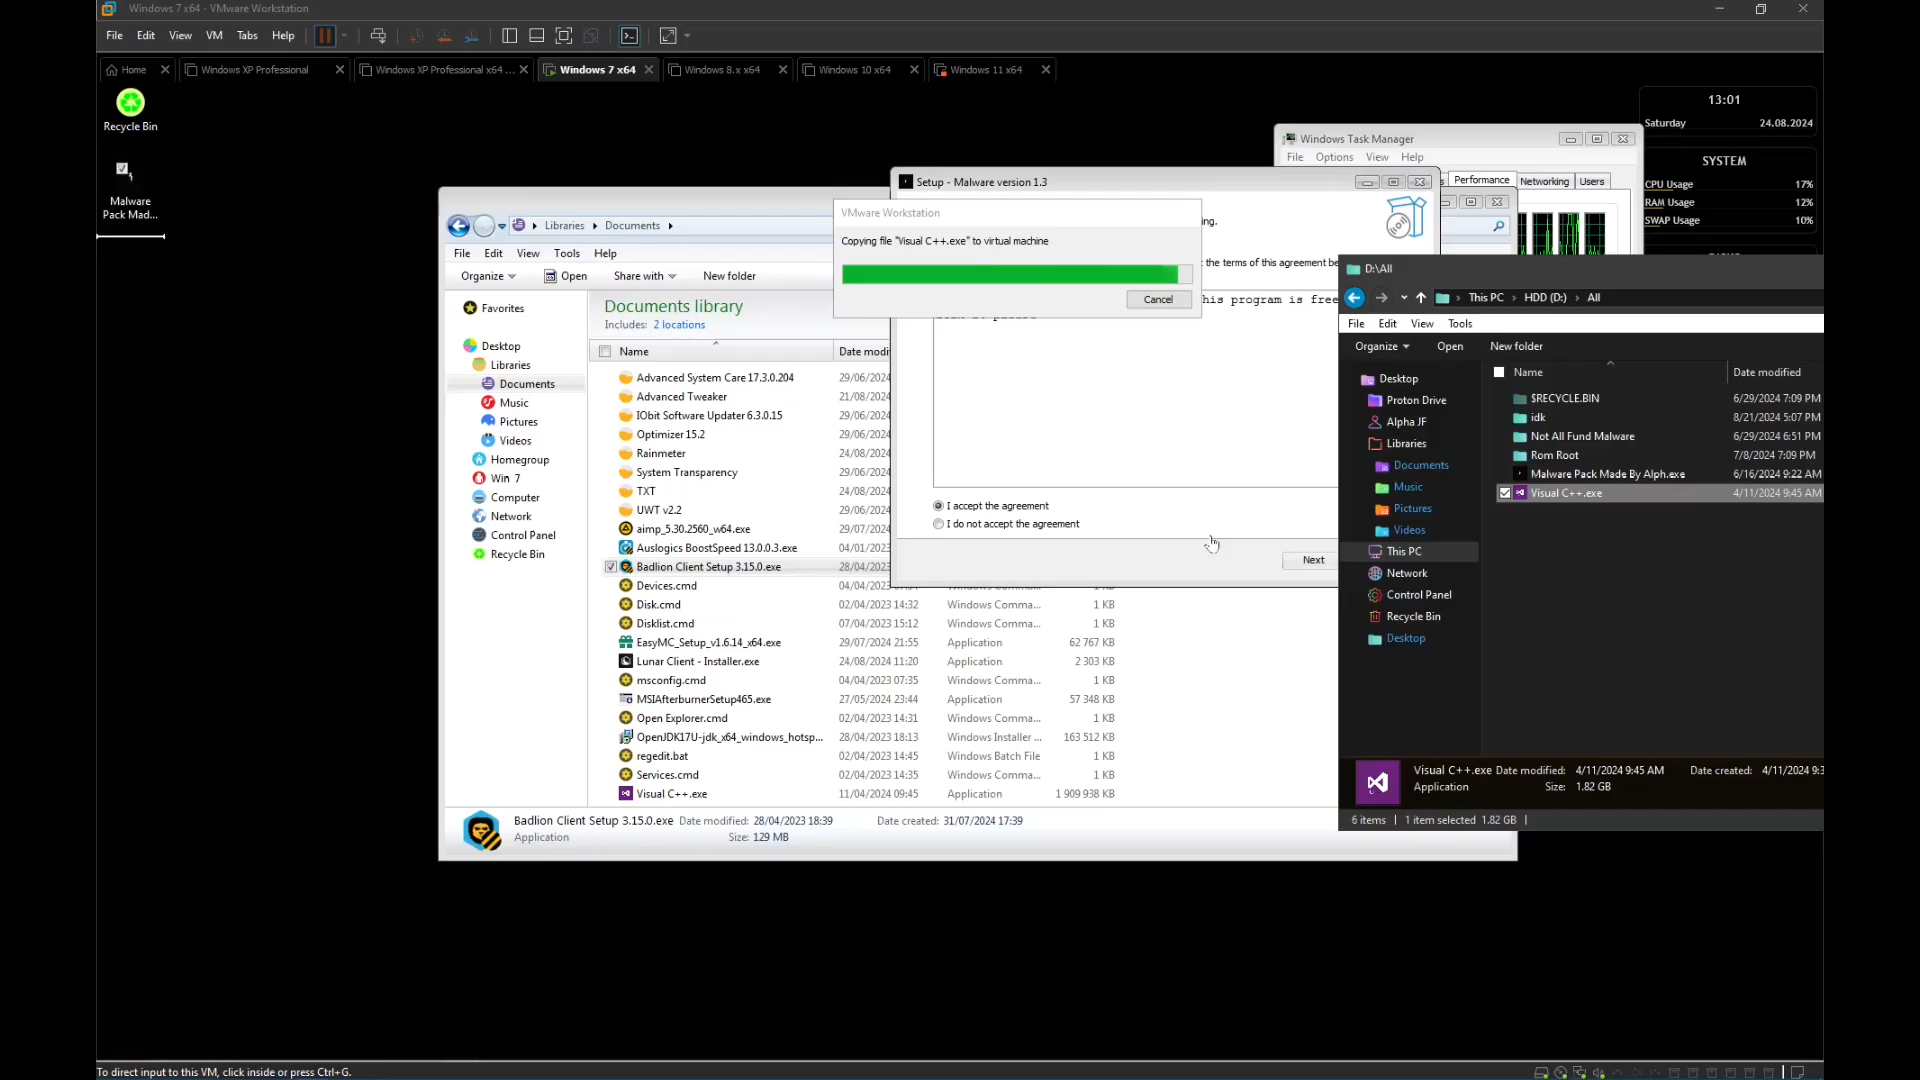 Windows 7 x64 - VMware Workstation
File Edit View VM Tabs Help
Home
Windows XP Professional
Windows XP Professional x64 ...
Windows 7 x64
Windows 8.x x64
Windows 10 x64
Windows 11 x64
Recycle Bin
Malware
Pack Mad...
13:01
Saturday 24.08.2024
SYSTEM
CPU Usage 17%
RAM Usage 12%
SWAP Usage 10%
Windows Task Manager
File Options View Help
Performance Networking Users
Setup - Malware version 1.3
ing.
the terms of this agreement be
his program is free
I accept the agreement
I do not accept the agreement
Next
VMware Workstation
Copying file "Visual C++.exe" to virtual machine
Cancel
Libraries Documents
File Edit View Tools Help
Organize Open Share with New folder
Favorites
Desktop
Libraries
Documents
Music
Pictures
Videos
Homegroup
Win 7
Computer
Network
Control Panel
Recycle Bin
Documents library
Includes: 2 locations
Name Date modi
Advanced System Care 17.3.0.204 29/06/2024
Advanced Tweaker 21/08/2024
IObit Software Updater 6.3.0.15 29/06/2024
Optimizer 15.2 29/06/2024
Rainmeter 24/08/2024
System Transparency 29/06/2024
TXT 24/08/2024
UWT v2.2 29/06/2024
aimp_5.30.2560_w64.exe 29/07/2024
Auslogics BoostSpeed 13.0.0.3.exe 04/01/2023
Badlion Client Setup 3.15.0.exe 28/04/2023
Devices.cmd 04/04/2023 Windows Comma... 1 KB
Disk.cmd 02/04/2023 14:32 Windows Comma... 1 KB
Disklist.cmd 07/04/2023 15:12 Windows Comma... 1 KB
EasyMC_Setup_v1.6.14_x64.exe 29/07/2024 21:55 Application 62 767 KB
Lunar Client - Installer.exe 24/08/2024 11:20 Application 2 303 KB
msconfig.cmd 04/04/2023 07:35 Windows Comma... 1 KB
MSIAfterburnerSetup465.exe 27/05/2024 23:44 Application 57 348 KB
Open Explorer.cmd 02/04/2023 14:31 Windows Comma... 1 KB
OpenJDK17U-jdk_x64_windows_hotsp... 28/04/2023 18:13 Windows Installer ... 163 512 KB
regedit.bat 02/04/2023 14:45 Windows Batch File 1 KB
Services.cmd 02/04/2023 14:35 Windows Comma... 1 KB
Visual C++.exe 11/04/2024 09:45 Application 1 909 938 KB
Badlion Client Setup 3.15.0.exe Date modified: 28/04/2023 18:39 Date created: 31/07/2024 17:39
Application Size: 129 MB
D:\All
This PC HDD (D:) All
File Edit View Tools
Organize Open New folder
Desktop
Proton Drive
Alpha JF
Libraries
Documents
Music
Pictures
Videos
This PC
Network
Control Panel
Recycle Bin
Desktop
Name Date modified
$RECYCLE.BIN 6/29/2024 7:09 PM
idk 8/21/2024 5:07 PM
Not All Fund Malware 6/29/2024 6:51 PM
Rom Root 7/8/2024 7:09 PM
Malware Pack Made By Alph.exe 6/16/2024 9:22 AM
Visual C++.exe 4/11/2024 9:45 AM
Visual C++.exe Date modified: 4/11/2024 9:45 AM Date created: 4/11/2024 9:3
Application Size: 1.82 GB
6 items 1 item selected 1.82 GB
To direct input to this VM, click inside or press Ctrl+G.